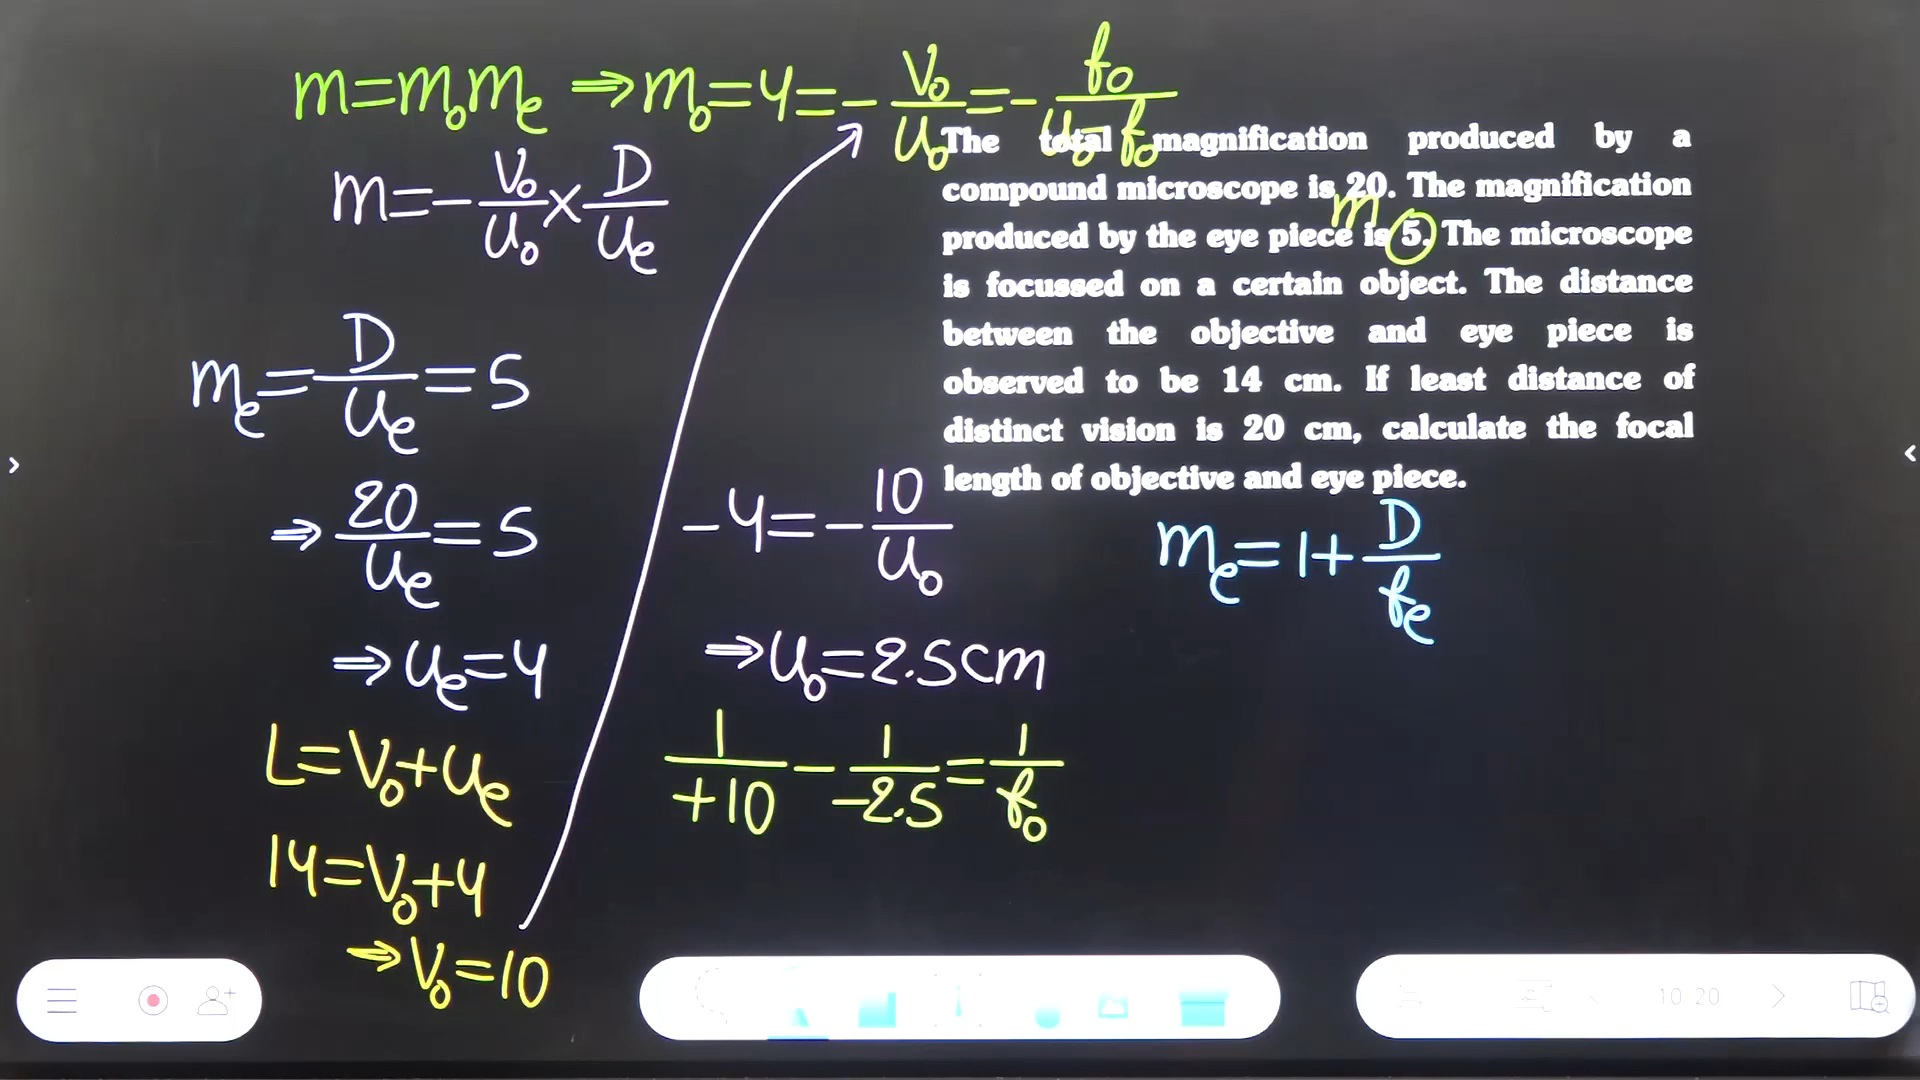 m=m₀mₑ ⇒ m₀=4=-V₀/U₀=-f₀/(U₀-f₀)
m=-V₀/U₀×D/Uₑ
mₑ=D/Uₑ=5
⇒ 20/Uₑ=5
⇒ Uₑ=4
L=V₀+Uₑ
14=V₀+4
⇒ V₀=10
-4=-10/U₀
⇒ U₀=2.5cm
1/+10-1/-2.5=1/f₀
The total magnification produced by a
compound microscope is 20. The magnification
m
produced by the eye piece is 5. The microscope
is focussed on a certain object. The distance
between the objective and eye piece is
observed to be 14 cm. If least distance of
distinct vision is 20 cm, calculate the focal
length of objective and eye piece.
mₑ=1+D/fₑ
10 20